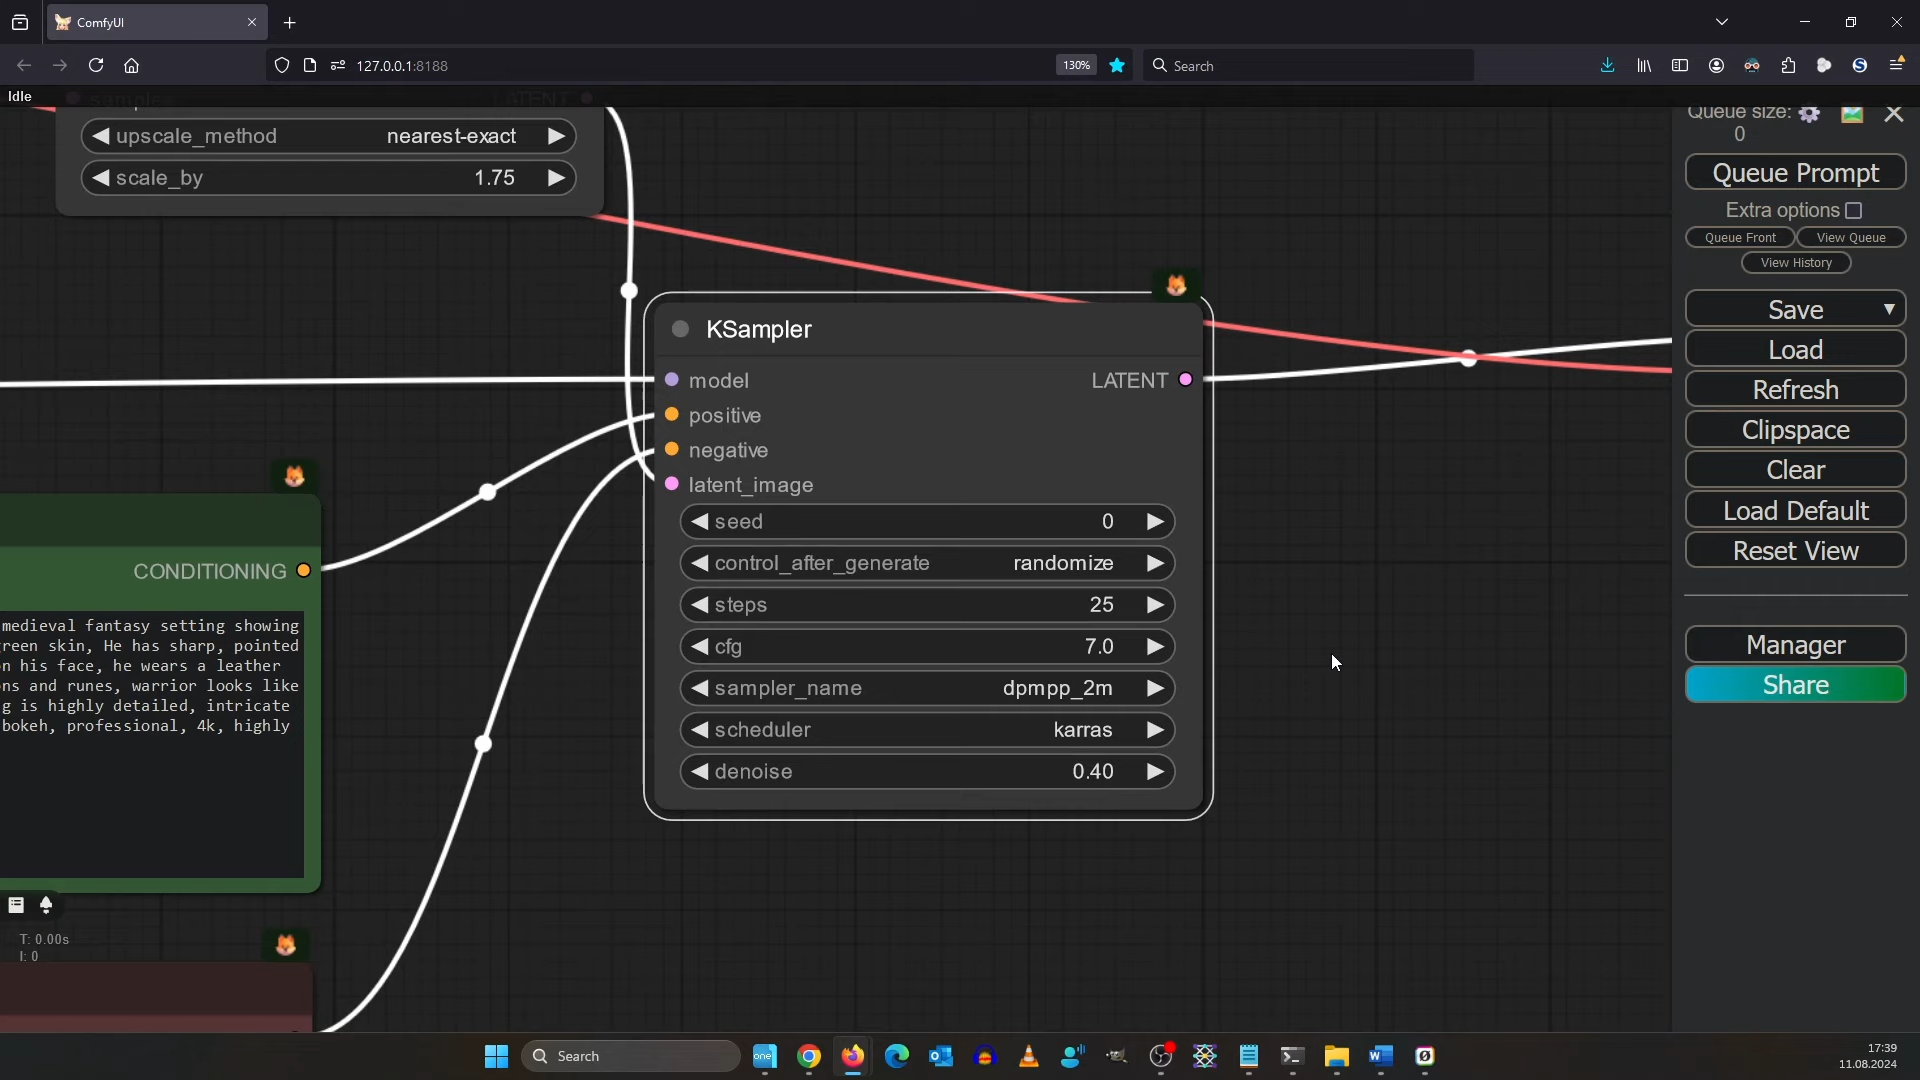 ComfyUI
127.0.0.1:8188
130%
Search
Idle
samples LATENT
upscale_method nearest-exact
scale_by 1.75
KSampler
model LATENT
positive
negative
latent_image
seed 0
control_after_generate randomize
steps 25
cfg 7.0
sampler_name dpmpp_2m
scheduler karras
denoise 0.40
CONDITIONING
medieval fantasy setting showing
reen skin, He has sharp, pointed
n his face, he wears a leather
ns and runes, warrior looks like
g is highly detailed, intricate
bokeh, professional, 4k, highly
T: 0.00s
I: 0
Queue size:
0
Queue Prompt
Extra options
Queue Front View Queue
View History
Save
Load
Refresh
Clipspace
Clear
Load Default
Reset View
Manager
Share
Search
one
17:39
11.08.2024